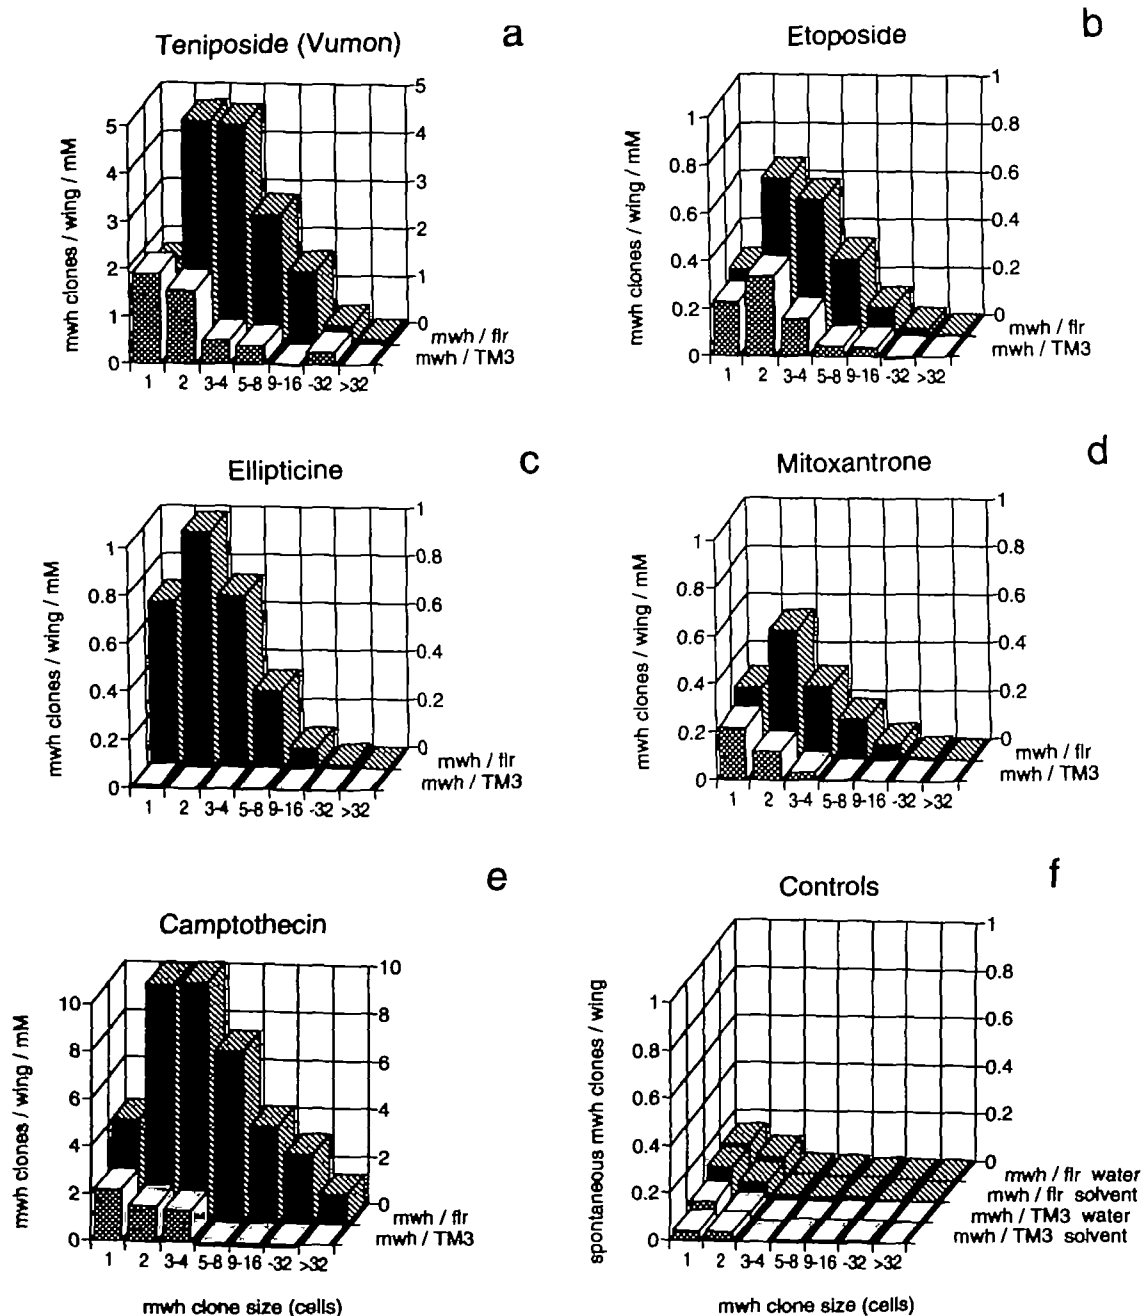 a
Teniposide (Vumon)
mwh clones / wing / mM
5
4
3
2
1
0
5
4
3
2
1
0
mwh / flr
mwh / TM3
1 2 3-4 5-8 9-16 -32 >32
b
Etoposide
mwh clones / wing / mM
1
0.8
0.6
0.4
0.2
0
1
0.8
0.6
0.4
0.2
0
mwh / flr
mwh / TM3
1 2 3-4 5-8 9-16 -32 >32
c
Ellipticine
mwh clones / wing / mM
1
0.8
0.6
0.4
0.2
0
1
0.8
0.6
0.4
0.2
0
mwh / flr
mwh / TM3
1 2 3-4 5-8 9-16 -32 >32
d
Mitoxantrone
mwh clones / wing / mM
1
0.8
0.6
0.4
0.2
0
1
0.8
0.6
0.4
0.2
0
mwh / flr
mwh / TM3
1 2 3-4 5-8 9-16 -32 >32
e
Camptothecin
mwh clones / wing / mM
10
8
6
4
2
0
10
8
6
4
2
0
mwh / flr
mwh / TM3
1 2 3-4 5-8 9-16 -32 >32
mwh clone size (cells)
f
Controls
spontaneous mwh clones / wing
1
0.8
0.6
0.4
0.2
0
1
0.8
0.6
0.4
0.2
0
mwh / flr water
mwh / flr solvent
mwh / TM3 water
mwh / TM3 solvent
1 2 3-4 5-8 9-16 -32 >32
mwh clone size (cells)